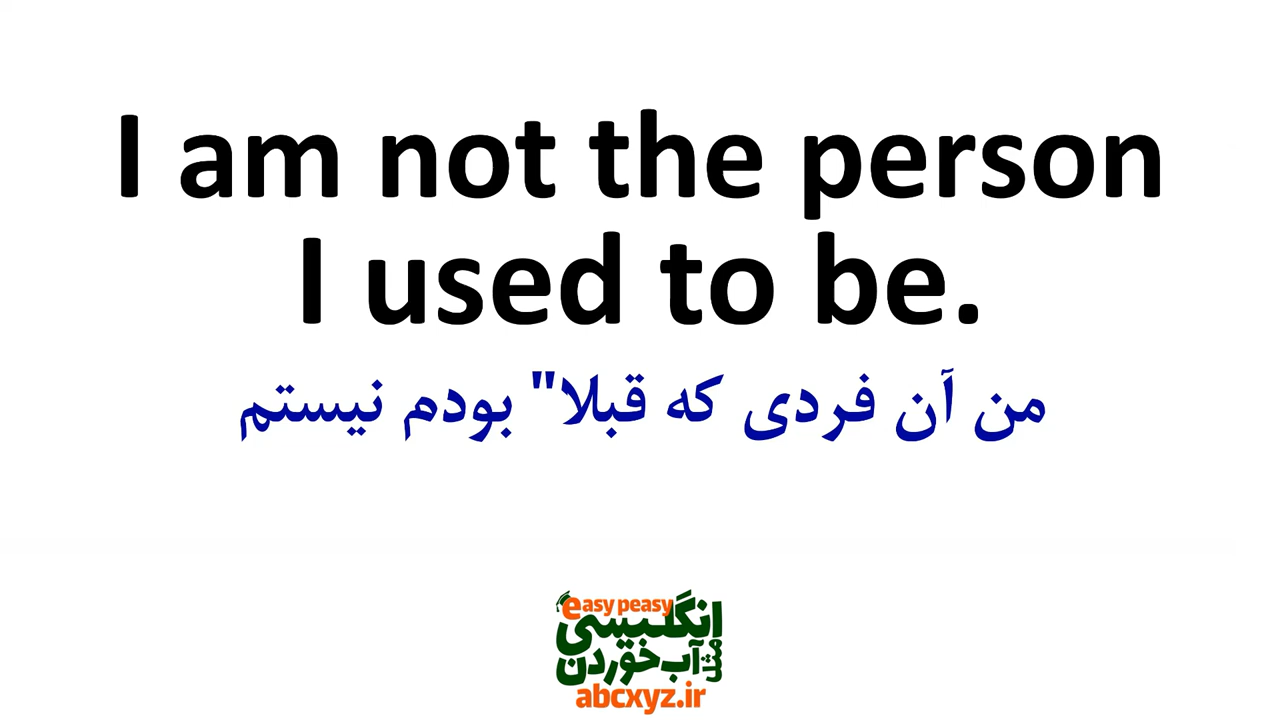 I am not the person
I used to be.
من آن فردی که قبلا" بودم نیستم
easy peasy
انگلیسی
مثل
آب خوردن
abcxyz.ir